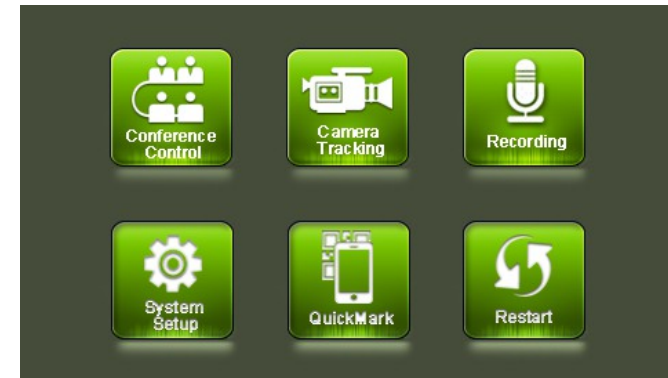 Conference
Control
Camera
Tracking
Recording
System
Setup
QuickMark
Restart